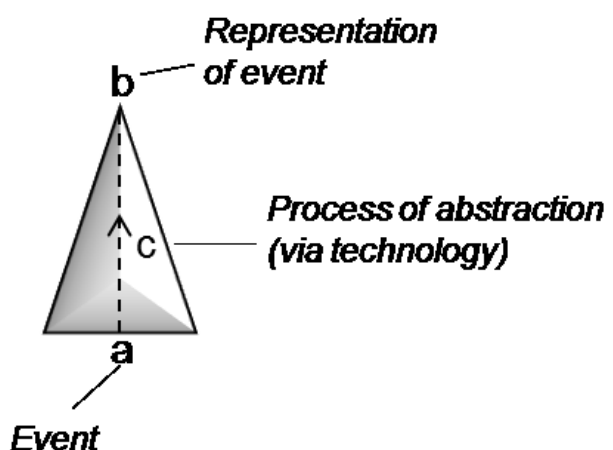 Representation
of event
b
c
Process of abstraction
(via technology)
a
Event